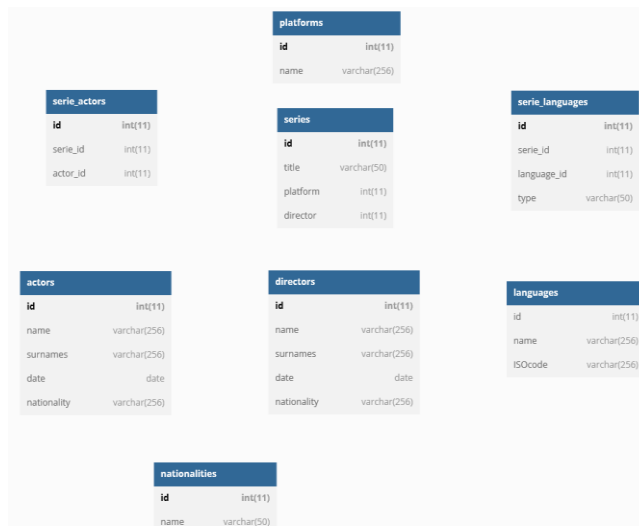 platforms
id int(11)
name varchar(256)
serie_actors
id int(11)
serie_id int(11)
actor_id int(11)
series
id int(11)
title varchar(50)
platform int(11)
director int(11)
serie_languages
id int(11)
serie_id int(11)
language_id int(11)
type varchar(50)
actors
id int(11)
name varchar(256)
surnames varchar(256)
date date
nationality varchar(256)
directors
id int(11)
name varchar(256)
surnames varchar(256)
date date
nationality varchar(256)
languages
id int(11)
name varchar(256)
ISOcode varchar(256)
nationalities
id int(11)
name varchar(50)